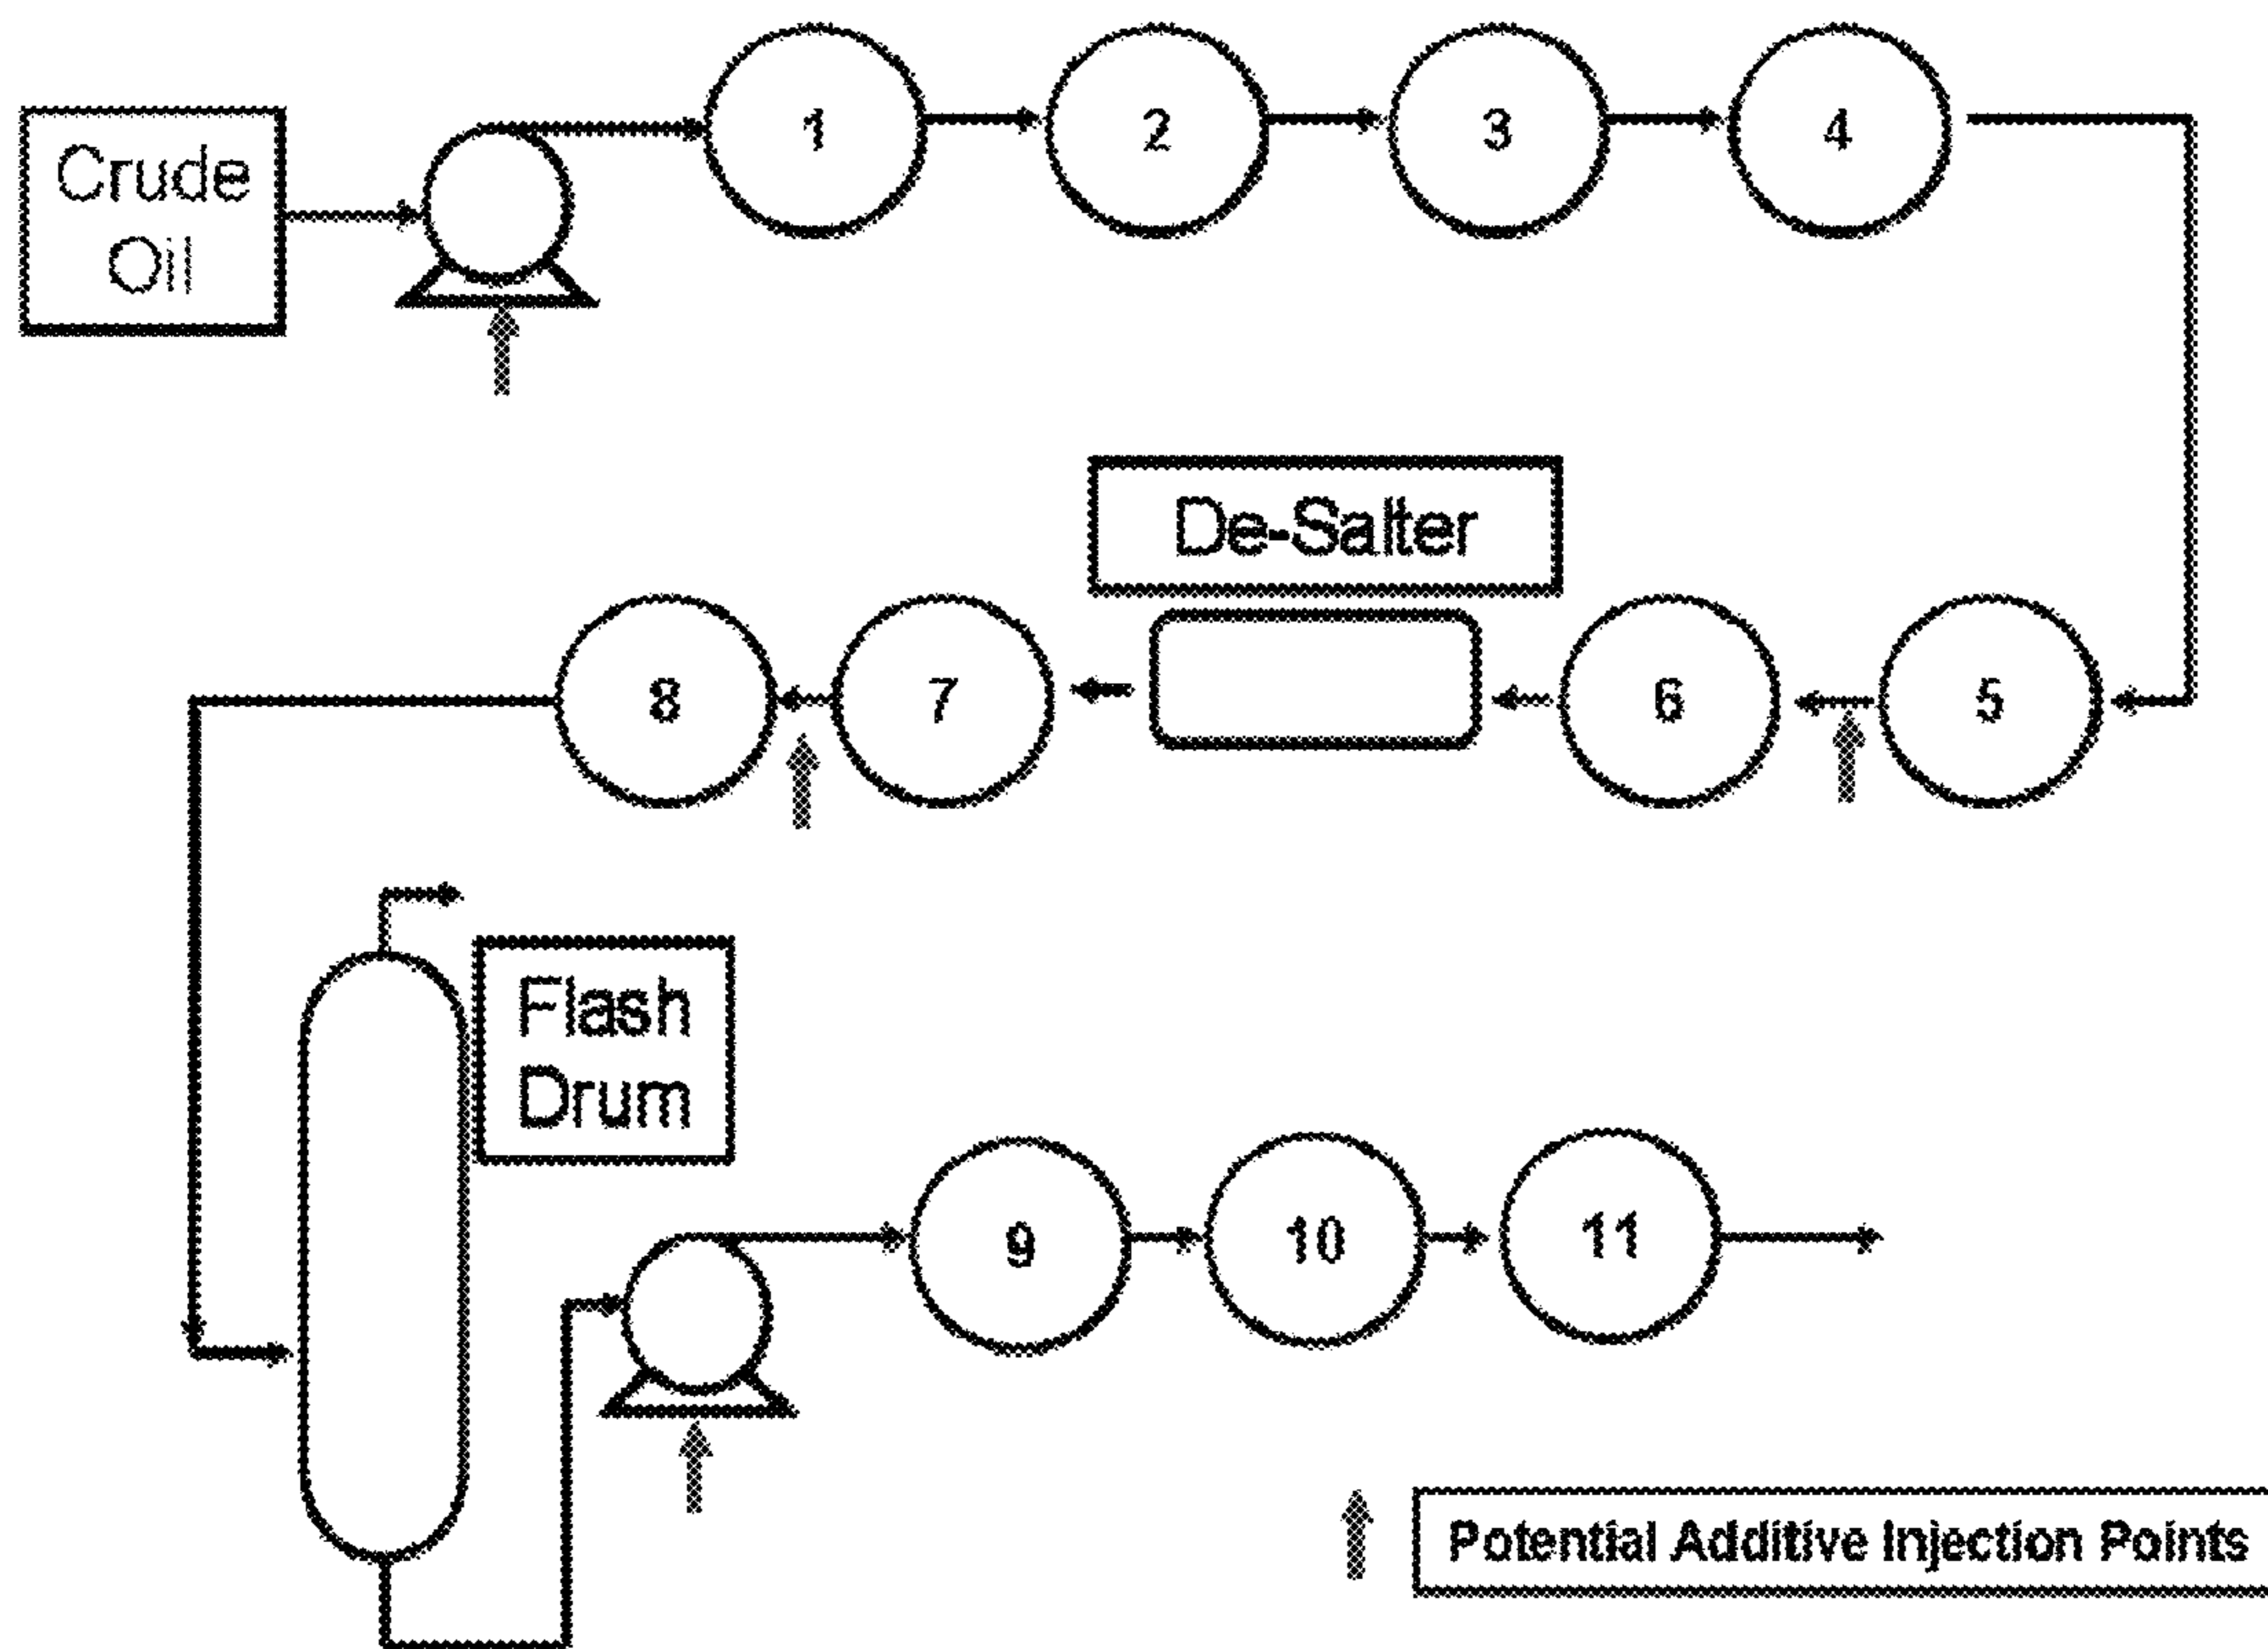 Crude
Oil
1
2
3
4
De-Salter
8
7
6
5
Flash
Drum
9
10
11
Potential Additive Injection Points